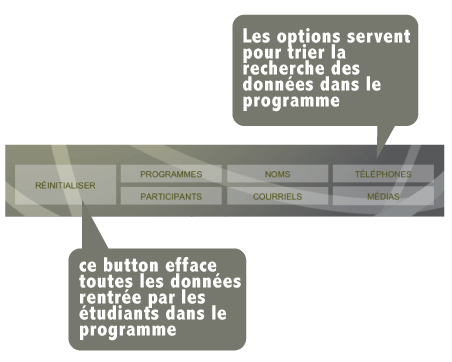 Les options servent
pour trier la
recherche des
données dans le
programme
RÉINITIALISER
PROGRAMMES
NOMS
TÉLÉPHONES
PARTICIPANTS
COURRIELS
MÉDIAS
ce button efface
toutes les données
rentrée par les
étudiants dans le
programme